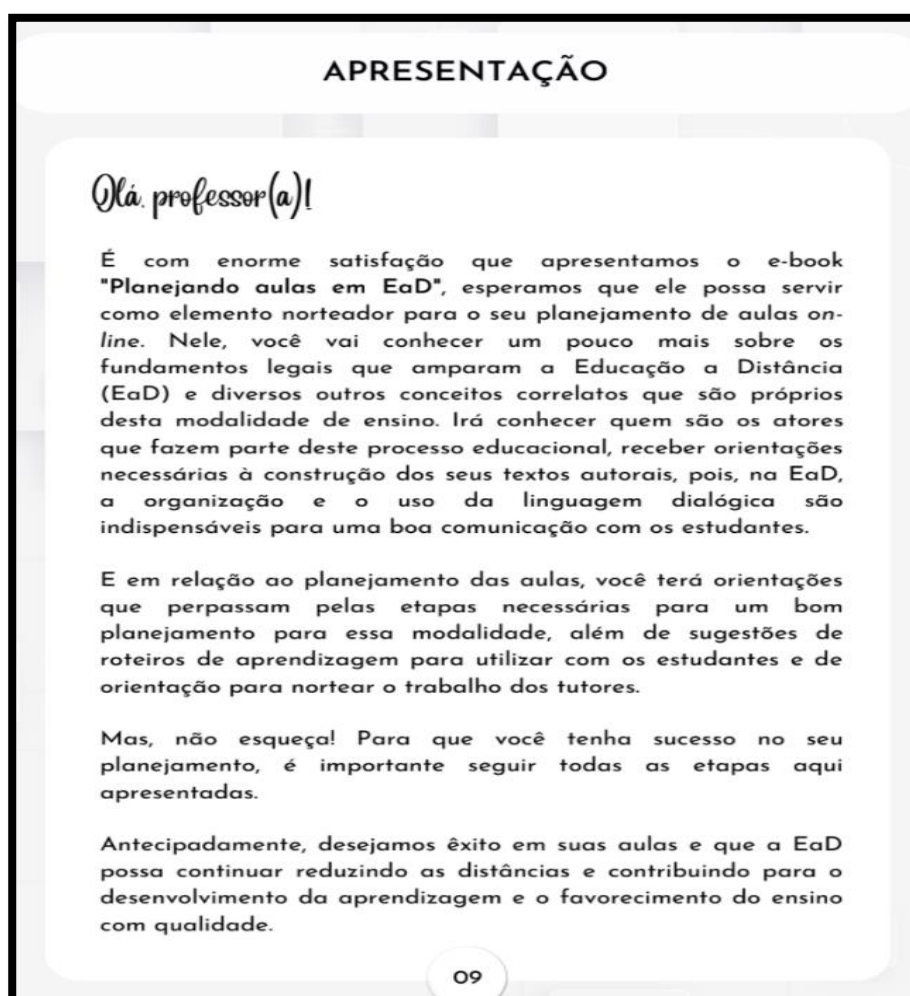 APRESENTAÇÃO
Olá, professor(a)!
É com enorme satisfação que apresentamos o e-book
"Planejando aulas em EaD", esperamos que ele possa servir
como elemento norteador para o seu planejamento de aulas on-
line. Nele, você vai conhecer um pouco mais sobre os
fundamentos legais que amparam a Educação a Distância
(EaD) e diversos outros conceitos correlatos que são próprios
desta modalidade de ensino. Irá conhecer quem são os atores
que fazem parte deste processo educacional, receber orientações
necessárias à construção dos seus textos autorais, pois, na EaD,
a organização e o uso da linguagem dialógica são
indispensáveis para uma boa comunicação com os estudantes.
E em relação ao planejamento das aulas, você terá orientações
que perpassam pelas etapas necessárias para um bom
planejamento para essa modalidade, além de sugestões de
roteiros de aprendizagem para utilizar com os estudantes e de
orientação para nortear o trabalho dos tutores.
Mas, não esqueça! Para que você tenha sucesso no seu
planejamento, é importante seguir todas as etapas aqui
apresentadas.
Antecipadamente, desejamos êxito em suas aulas e que a EaD
possa continuar reduzindo as distâncias e contribuindo para o
desenvolvimento da aprendizagem e o favorecimento do ensino
com qualidade.
09